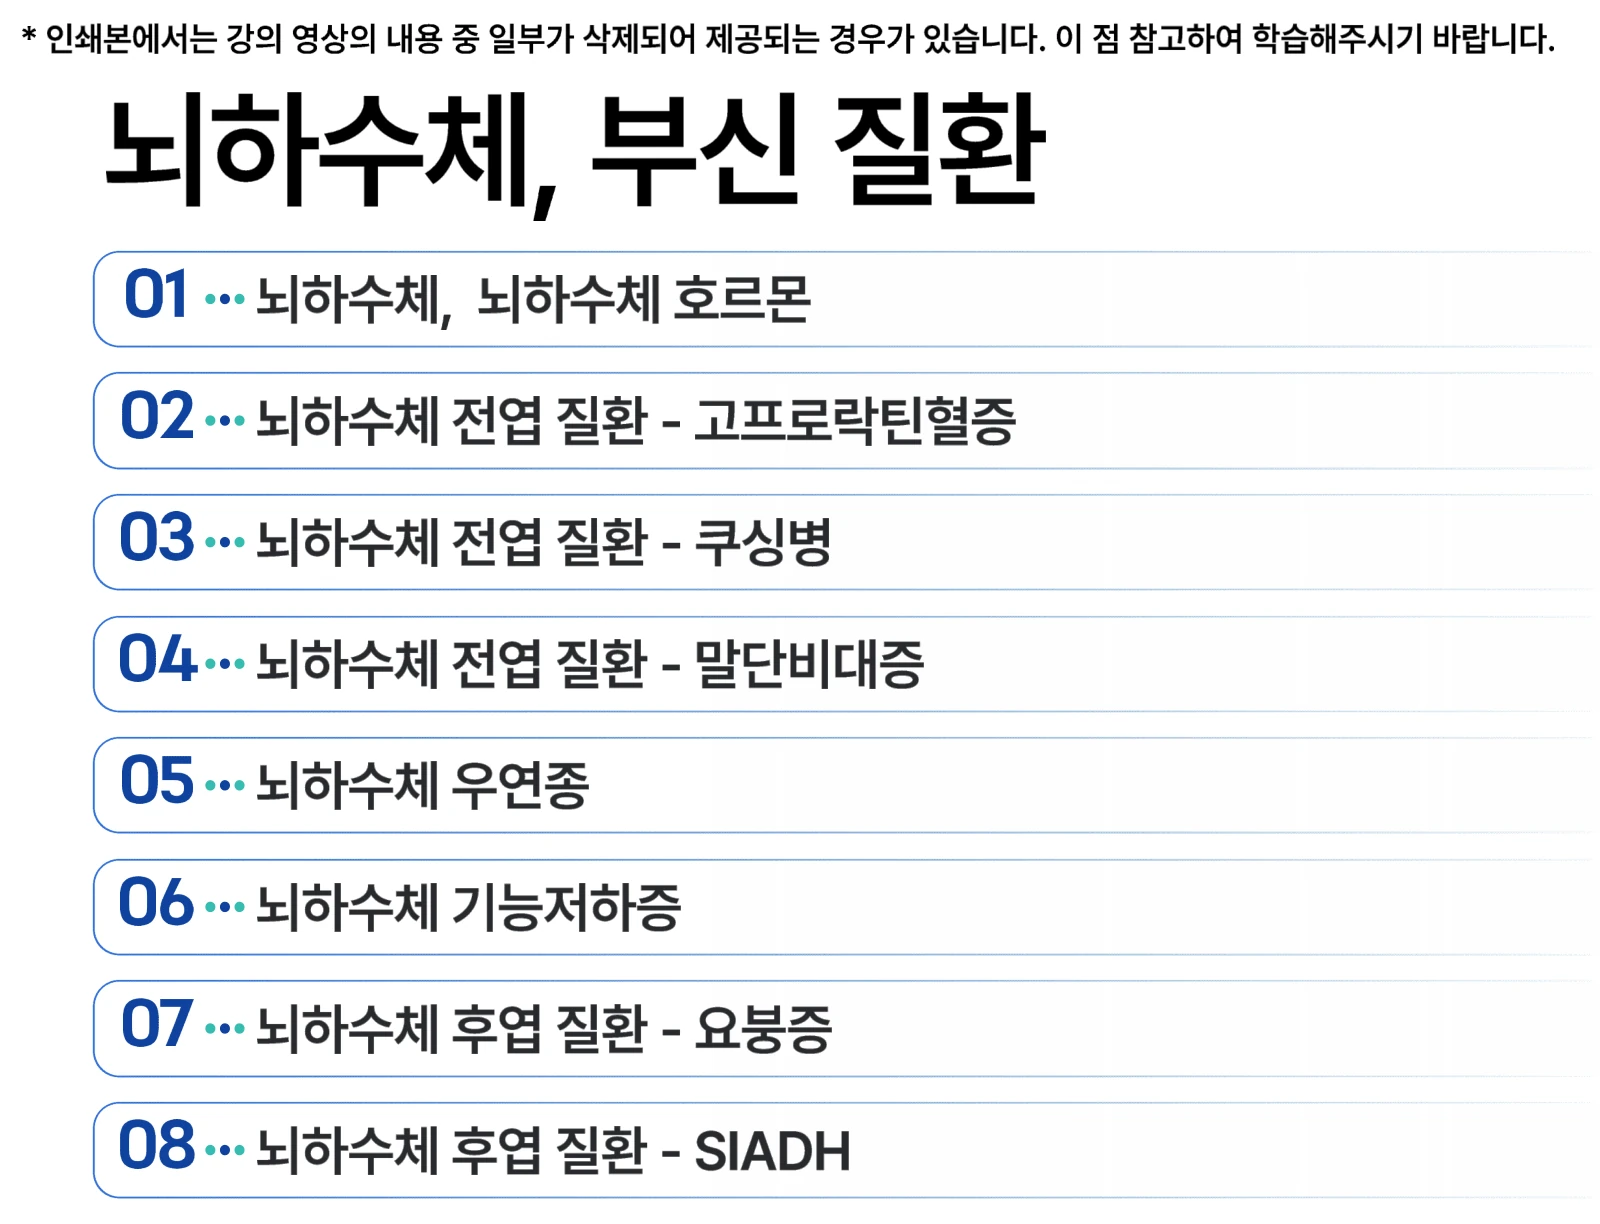 * 인쇄본에서는 강의 영상의 내용 중 일부가 삭제되어 제공되는 경우가 있습니다. 이 점 참고하여 학습해주시기 바랍니다.
뇌하수체, 부신 질환
01 ••• 뇌하수체, 뇌하수체 호르몬
02 ••• 뇌하수체 전엽 질환 - 고프로락틴혈증
03 ••• 뇌하수체 전엽 질환 - 쿠싱병
04 ••• 뇌하수체 전엽 질환 - 말단비대증
05 ••• 뇌하수체 우연종
06 ••• 뇌하수체 기능저하증
07 ••• 뇌하수체 후엽 질환 - 요붕증
08 ••• 뇌하수체 후엽 질환 - SIADH